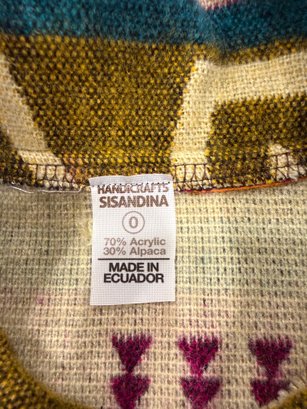 HANDICRAFTS
SISANDINA
0
70% Acrylic
30% Alpaca
MADE IN
ECUADOR